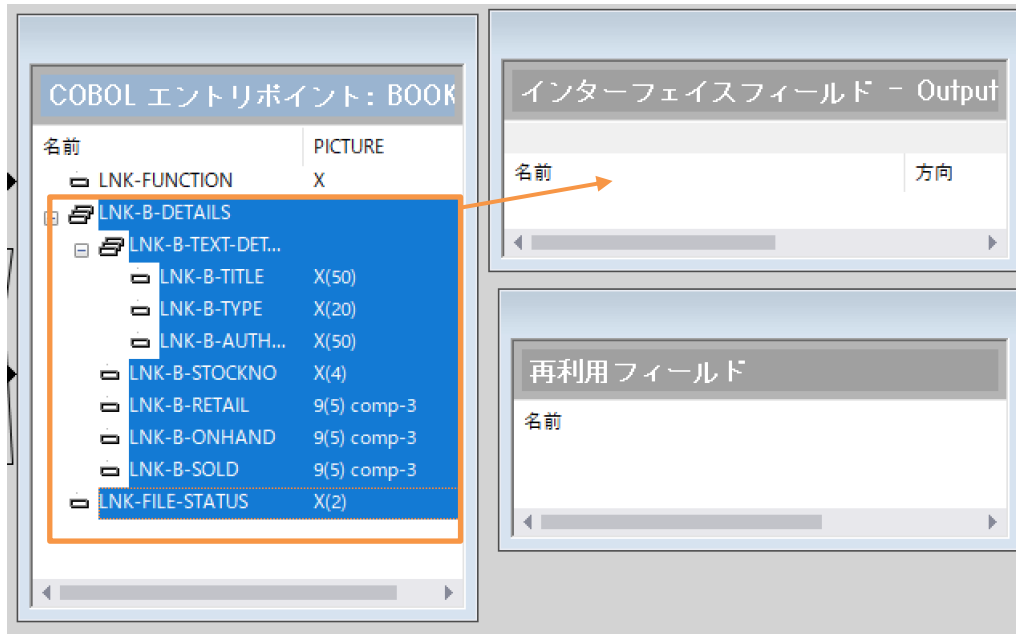 COBOL エントリポイント: BOOK
名前 PICTURE
LNK-FUNCTION X
LNK-B-DETAILS
LNK-B-TEXT-DET...
LNK-B-TITLE X(50)
LNK-B-TYPE X(20)
LNK-B-AUTH... X(50)
LNK-B-STOCKNO X(4)
LNK-B-RETAIL 9(5) comp-3
LNK-B-ONHAND 9(5) comp-3
LNK-B-SOLD 9(5) comp-3
LNK-FILE-STATUS X(2)
インターフェイスフィールド - Output
名前 方向
再利用フィールド
名前